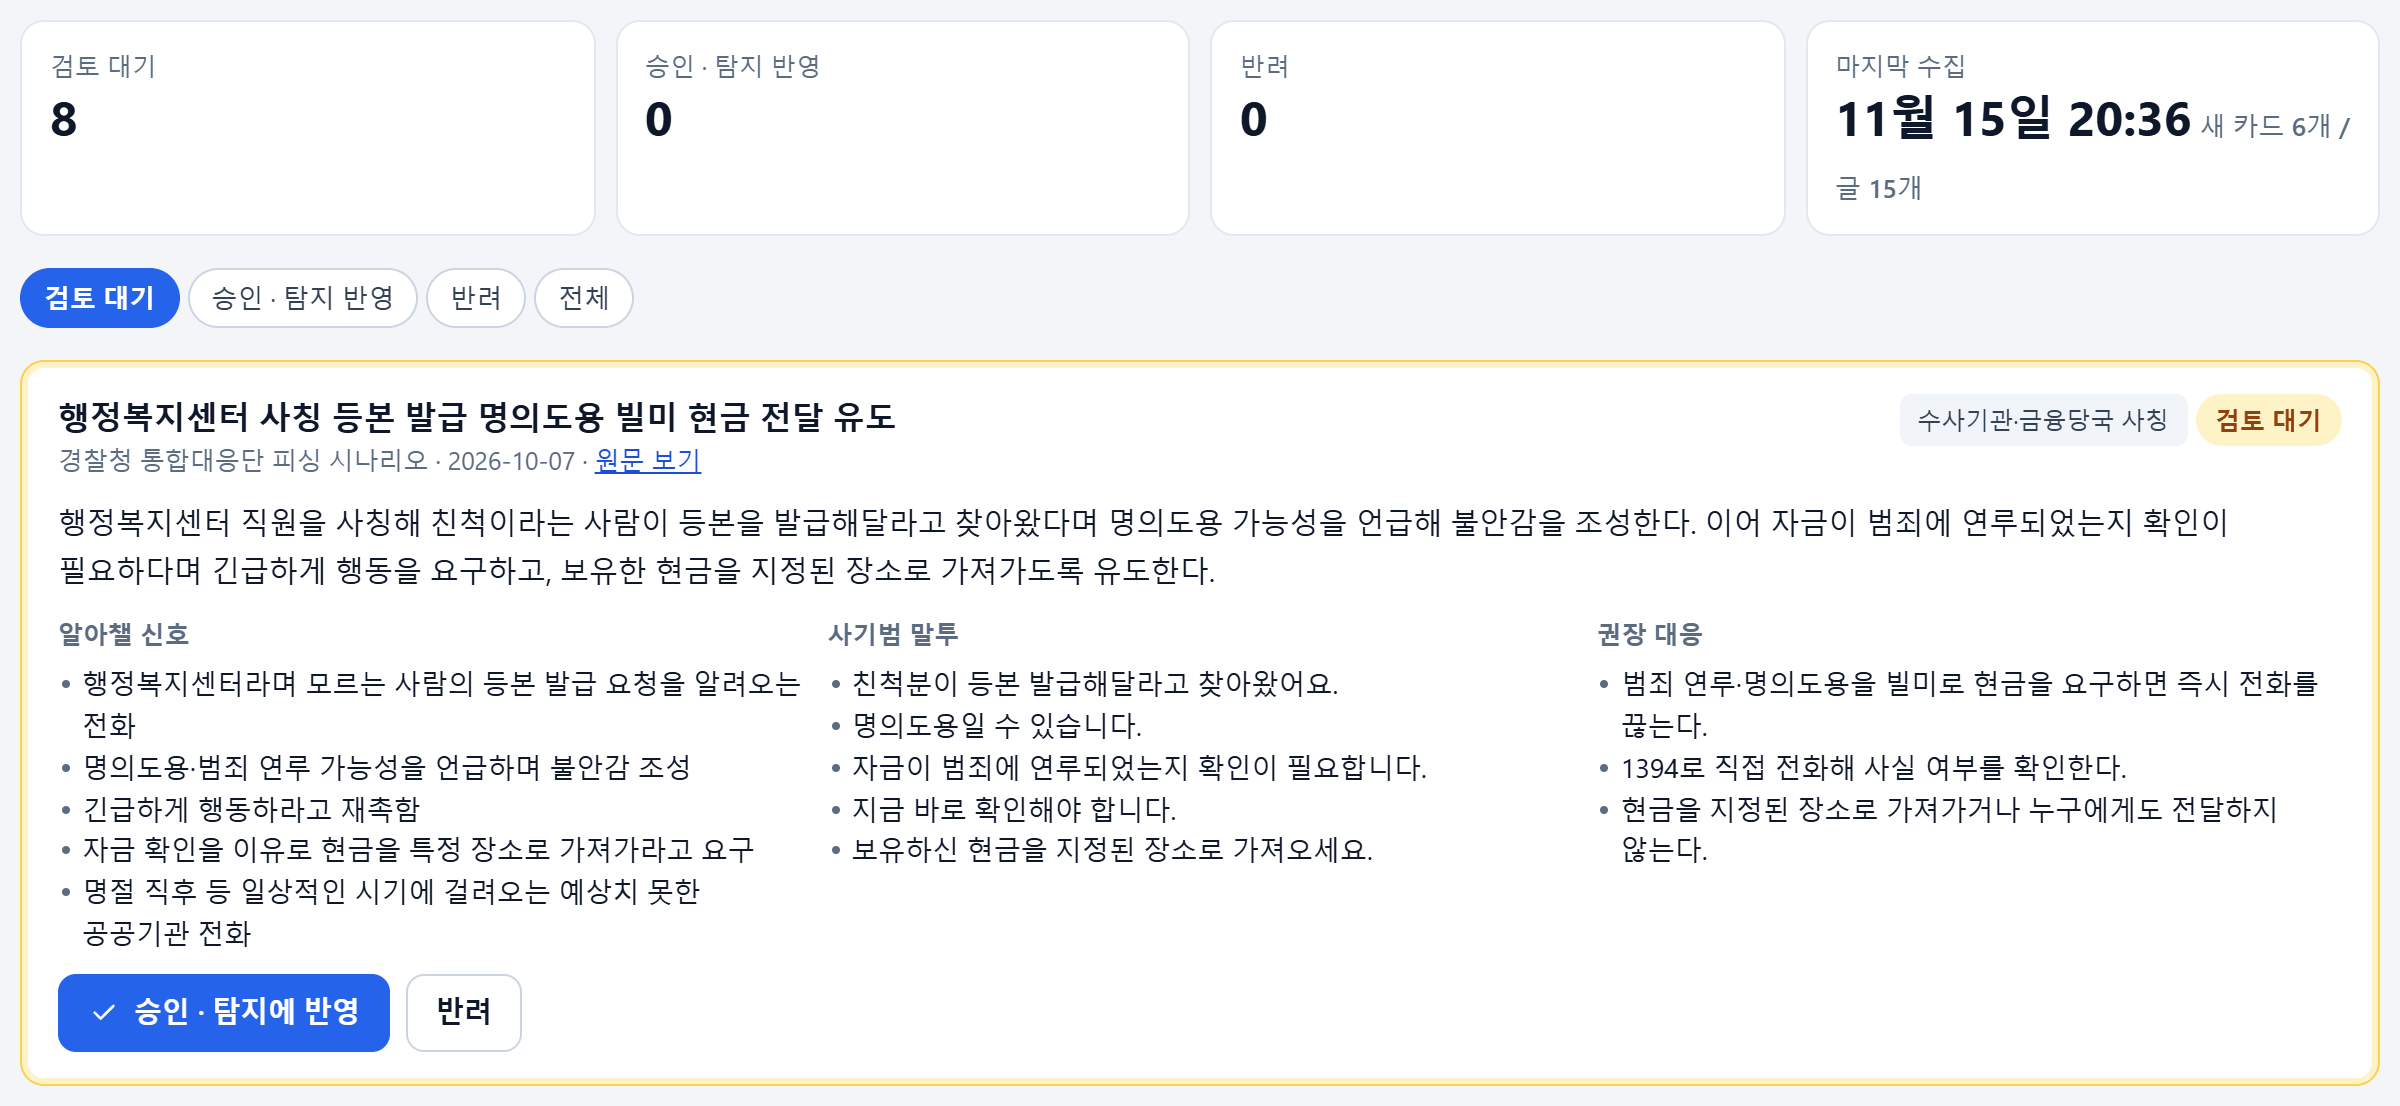 검토 대기
8
승인 · 탐지 반영
0
반려
0
마지막 수집
11월 15일 20:36 새 카드 6개 /
글 15개
검토 대기
승인 · 탐지 반영
반려
전체
행정복지센터 사칭 등본 발급 명의도용 빌미 현금 전달 유도
수사기관·금융당국 사칭
검토 대기
경찰청 통합대응단 피싱 시나리오 · 2026-10-07 · 원문 보기
행정복지센터 직원을 사칭해 친척이라는 사람이 등본을 발급해달라고 찾아왔다며 명의도용 가능성을 언급해 불안감을 조성한다. 이어 자금이 범죄에 연루되었는지 확인이
필요하다며 긴급하게 행동을 요구하고, 보유한 현금을 지정된 장소로 가져가도록 유도한다.
알아챌 신호
• 행정복지센터라며 모르는 사람의 등본 발급 요청을 알려오는
전화
• 명의도용·범죄 연루 가능성을 언급하며 불안감 조성
• 긴급하게 행동하라고 재촉함
• 자금 확인을 이유로 현금을 특정 장소로 가져가라고 요구
• 명절 직후 등 일상적인 시기에 걸려오는 예상치 못한
공공기관 전화
사기범 말투
• 친척분이 등본 발급해달라고 찾아왔어요.
• 명의도용일 수 있습니다.
• 자금이 범죄에 연루되었는지 확인이 필요합니다.
• 지금 바로 확인해야 합니다.
• 보유하신 현금을 지정된 장소로 가져오세요.
권장 대응
• 범죄 연루·명의도용을 빌미로 현금을 요구하면 즉시 전화를
끊는다.
• 1394로 직접 전화해 사실 여부를 확인한다.
• 현금을 지정된 장소로 가져가거나 누구에게도 전달하지
않는다.
✓ 승인 · 탐지에 반영
반려